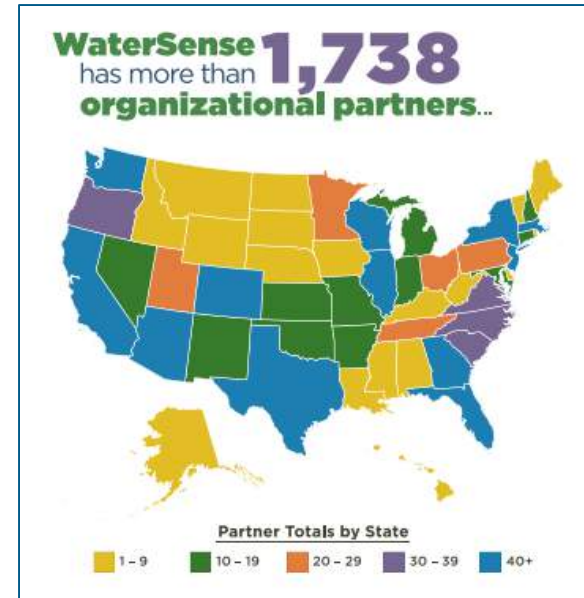 WaterSense
has more than 1,738
organizational partners...
Partner Totals by State
1 – 9 10 – 19 20 – 29 30 – 39 40+